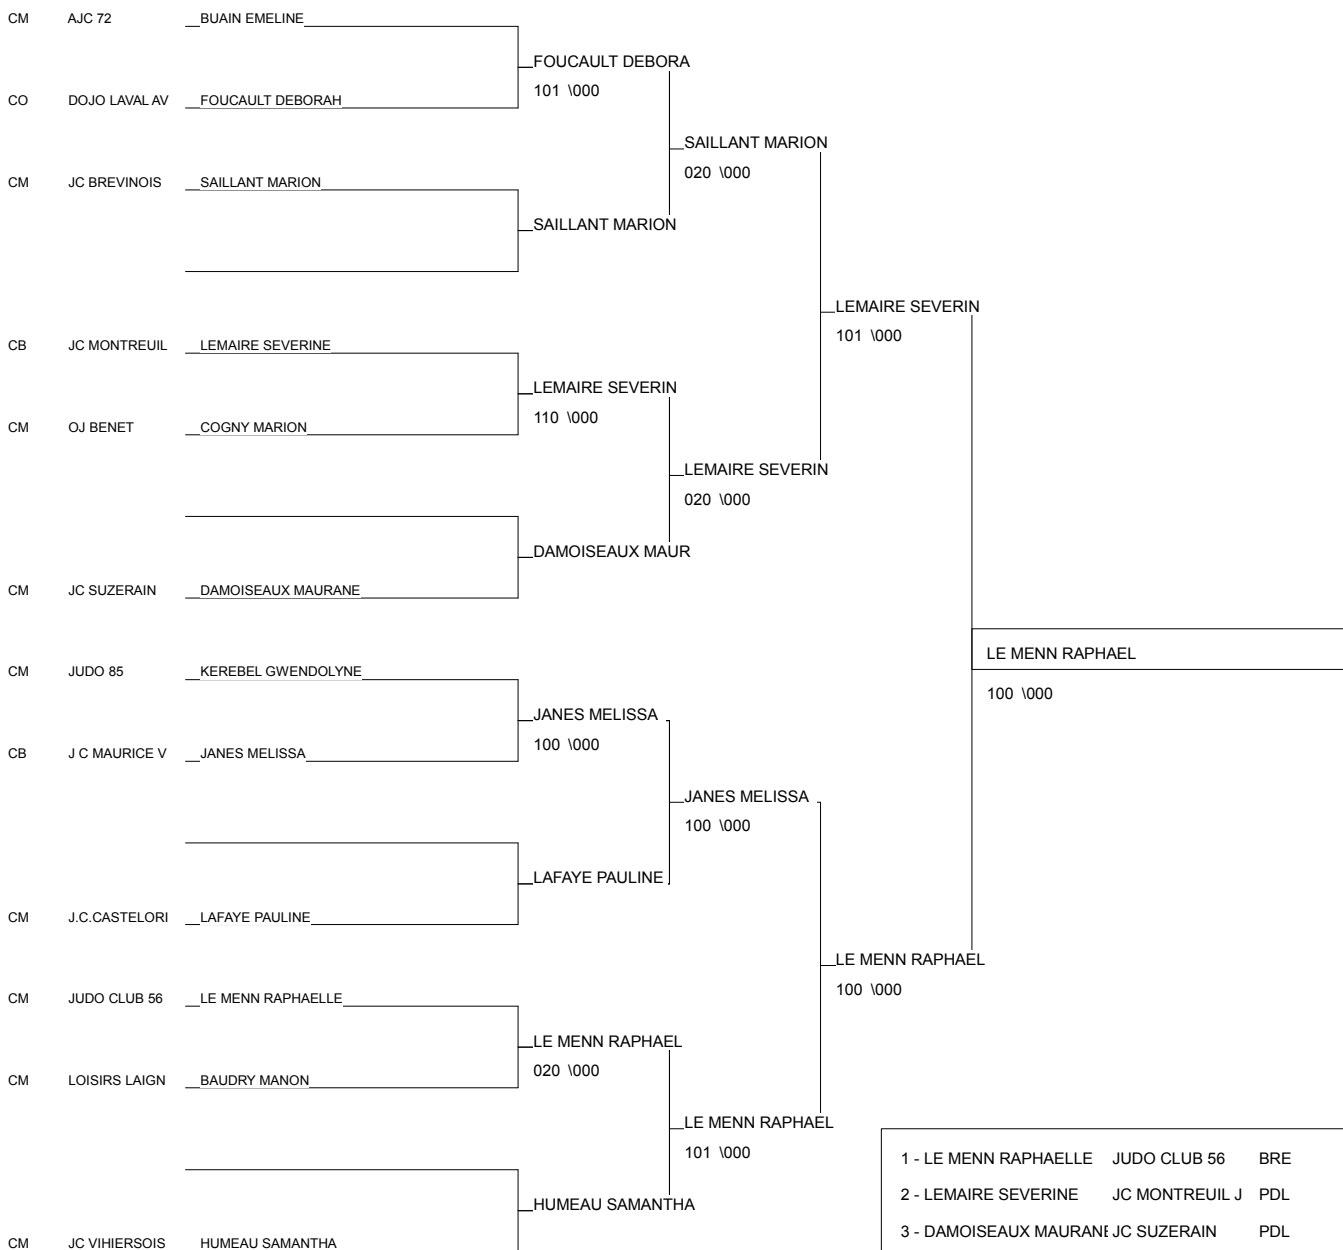 CM AJC 72 BUAIN EMELINE
FOUCAULT DEBORA
101 \000
CO DOJO LAVAL AV FOUCAULT DEBORAH
SAILLANT MARION
020 \000
CM JC BREVINOIS SAILLANT MARION
SAILLANT MARION
LEMAIRE SEVERIN
101 \000
CB JC MONTREUIL LEMAIRE SEVERINE
LEMAIRE SEVERIN
110 \000
CM OJ BENET COGNY MARION
LEMAIRE SEVERIN
020 \000
DAMOISEAUX MAUR
CM JC SUZERAIN DAMOISEAUX MAURANE
LE MENN RAPHAEL
100 \000
CM JUDO 85 KEREBEL GWENDOLYNE
JANES MELISSA
100 \000
CB J C MAURICE V JANES MELISSA
JANES MELISSA
100 \000
LAFAYE PAULINE
CM J.C.CASTELORI LAFAYE PAULINE
LE MENN RAPHAEL
100 \000
CM JUDO CLUB 56 LE MENN RAPHAELLE
LE MENN RAPHAEL
020 \000
CM LOISIRS LAIGN BAUDRY MANON
LE MENN RAPHAEL
101 \000
HUMEAU SAMANTHA
CM JC VIHIERSOIS HUMEAU SAMANTHA
1 - LE MENN RAPHAELLE JUDO CLUB 56 BRE
2 - LEMAIRE SEVERINE JC MONTREUIL J PDL
3 - DAMOISEAUX MAURANE JC SUZERAIN PDL